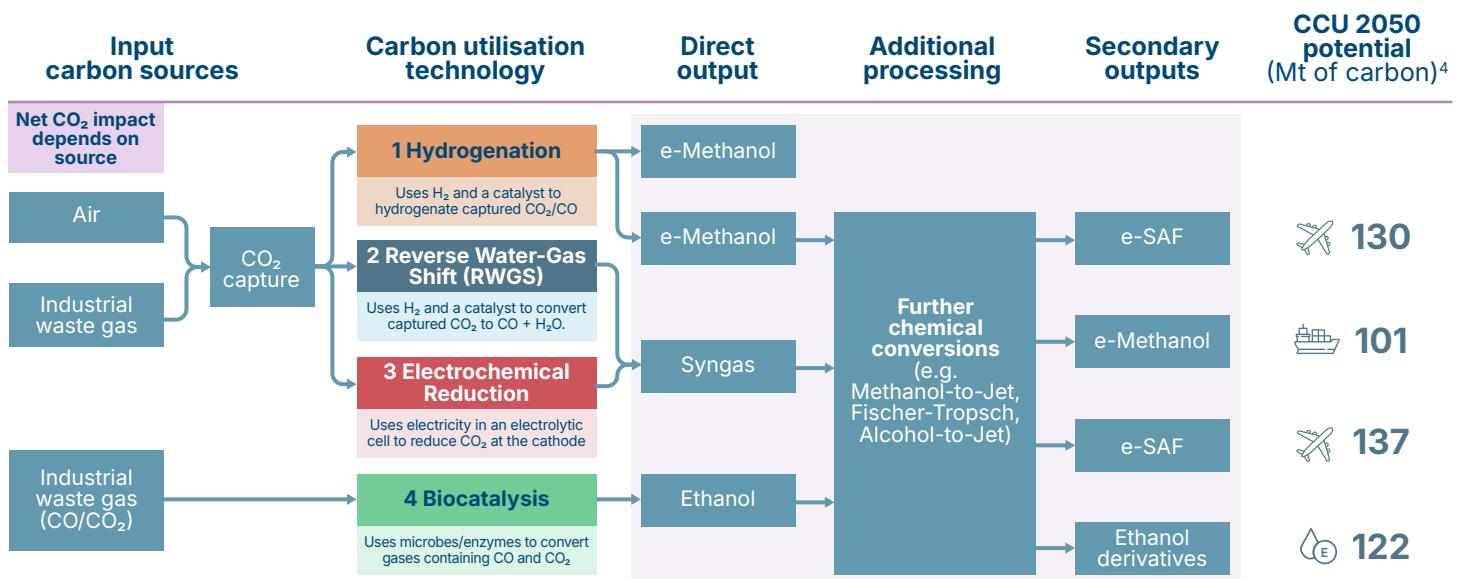 Input
carbon sources
Carbon utilisation
technology
Direct
output
Additional
processing
Secondary
outputs
CCU 2050
potential
(Mt of carbon)⁴
Net CO₂ impact
depends on
source
Air
Industrial
waste gas
CO₂
capture
Industrial
waste gas
(CO/CO₂)
1 Hydrogenation
Uses H₂ and a catalyst to
hydrogenate captured CO₂/CO
2 Reverse Water-Gas
Shift (RWGS)
Uses H₂ and a catalyst to convert
captured CO₂ to CO + H₂O.
3 Electrochemical
Reduction
Uses electricity in an electrolytic
cell to reduce CO₂ at the cathode
4 Biocatalysis
Uses microbes/enzymes to convert
gases containing CO and CO₂
e-Methanol
e-Methanol
Syngas
Ethanol
Further
chemical
conversions
(e.g.
Methanol-to-Jet,
Fischer-Tropsch,
Alcohol-to-Jet)
e-SAF
e-Methanol
e-SAF
Ethanol
derivatives
130
101
137
E
122